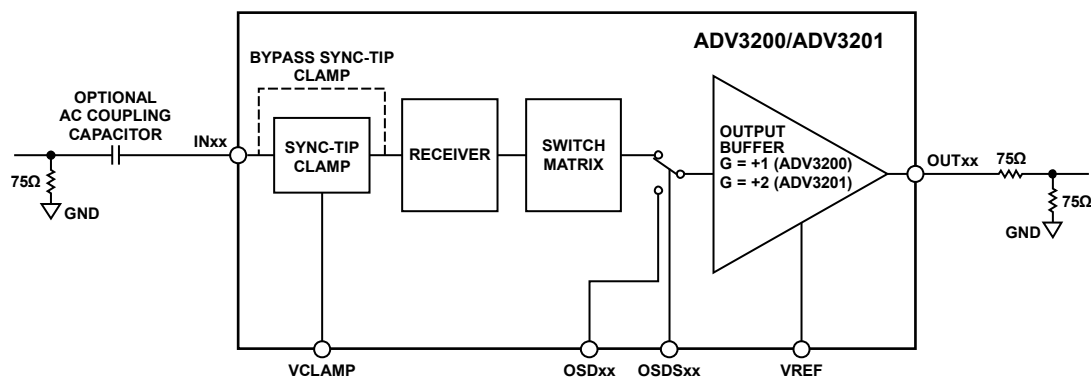 ADV3200/ADV3201
BYPASS SYNC-TIP
CLAMP
OPTIONAL
AC COUPLING
CAPACITOR
INxx
75Ω
GND
SYNC-TIP
CLAMP
RECEIVER
SWITCH
MATRIX
OUTPUT
BUFFER
G = +1 (ADV3200)
G = +2 (ADV3201)
OUTxx
75Ω
75Ω
GND
VCLAMP
OSDxx
OSDSxx
VREF